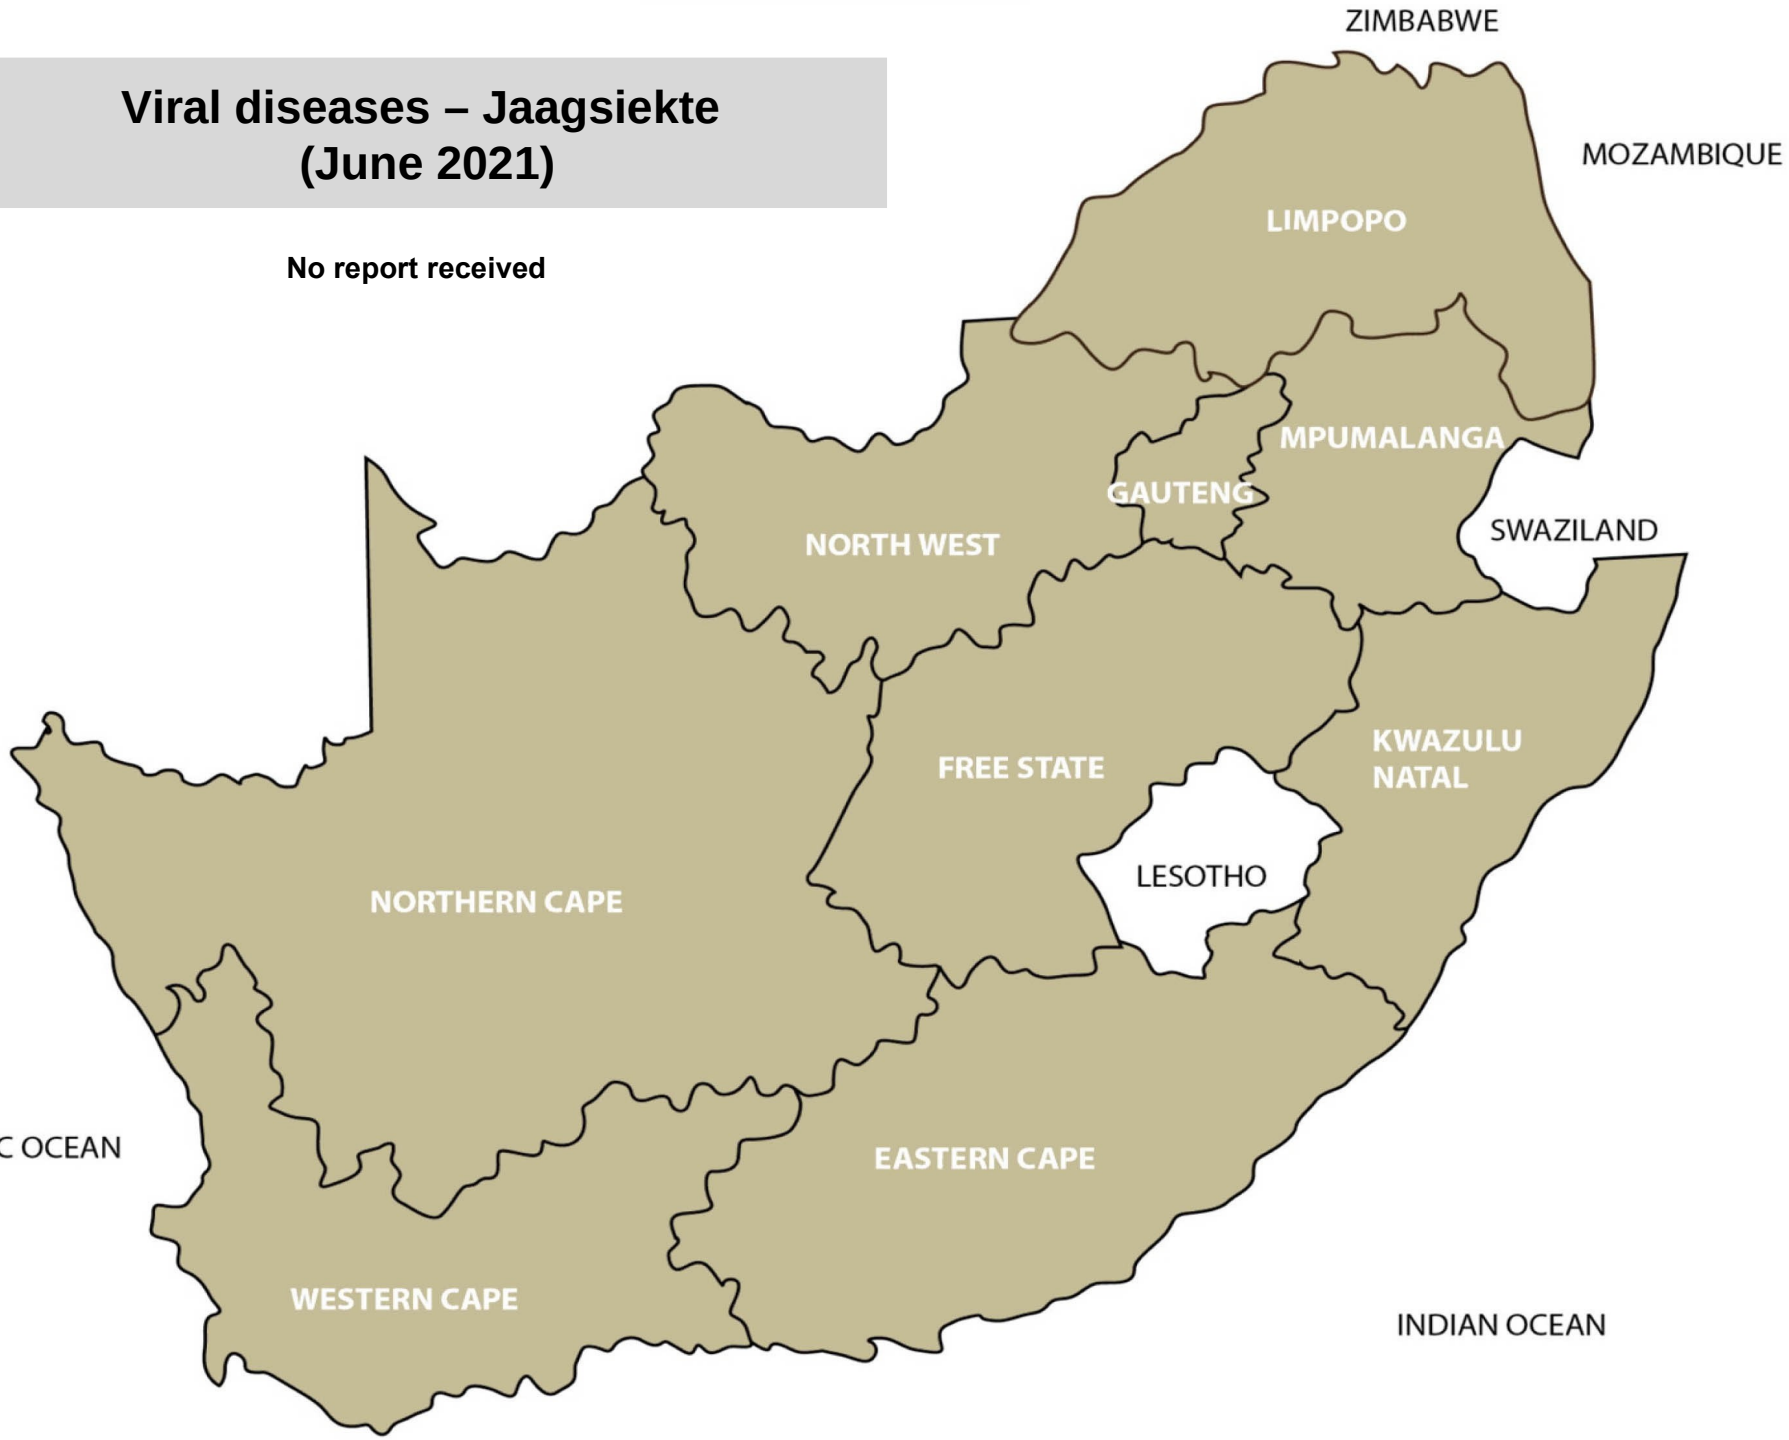 ZIMBABWE
Viral diseases – Jaagsiekte
(June 2021)
MOZAMBIQUE
LIMPOPO
No report received
MPUMALANGA
GAUTENG
SWAZILAND
NORTH WEST
KWAZULU
NATAL
FREE STATE
LESOTHO
NORTHERN CAPE
C OCEAN
EASTERN CAPE
WESTERN CAPE
INDIAN OCEAN